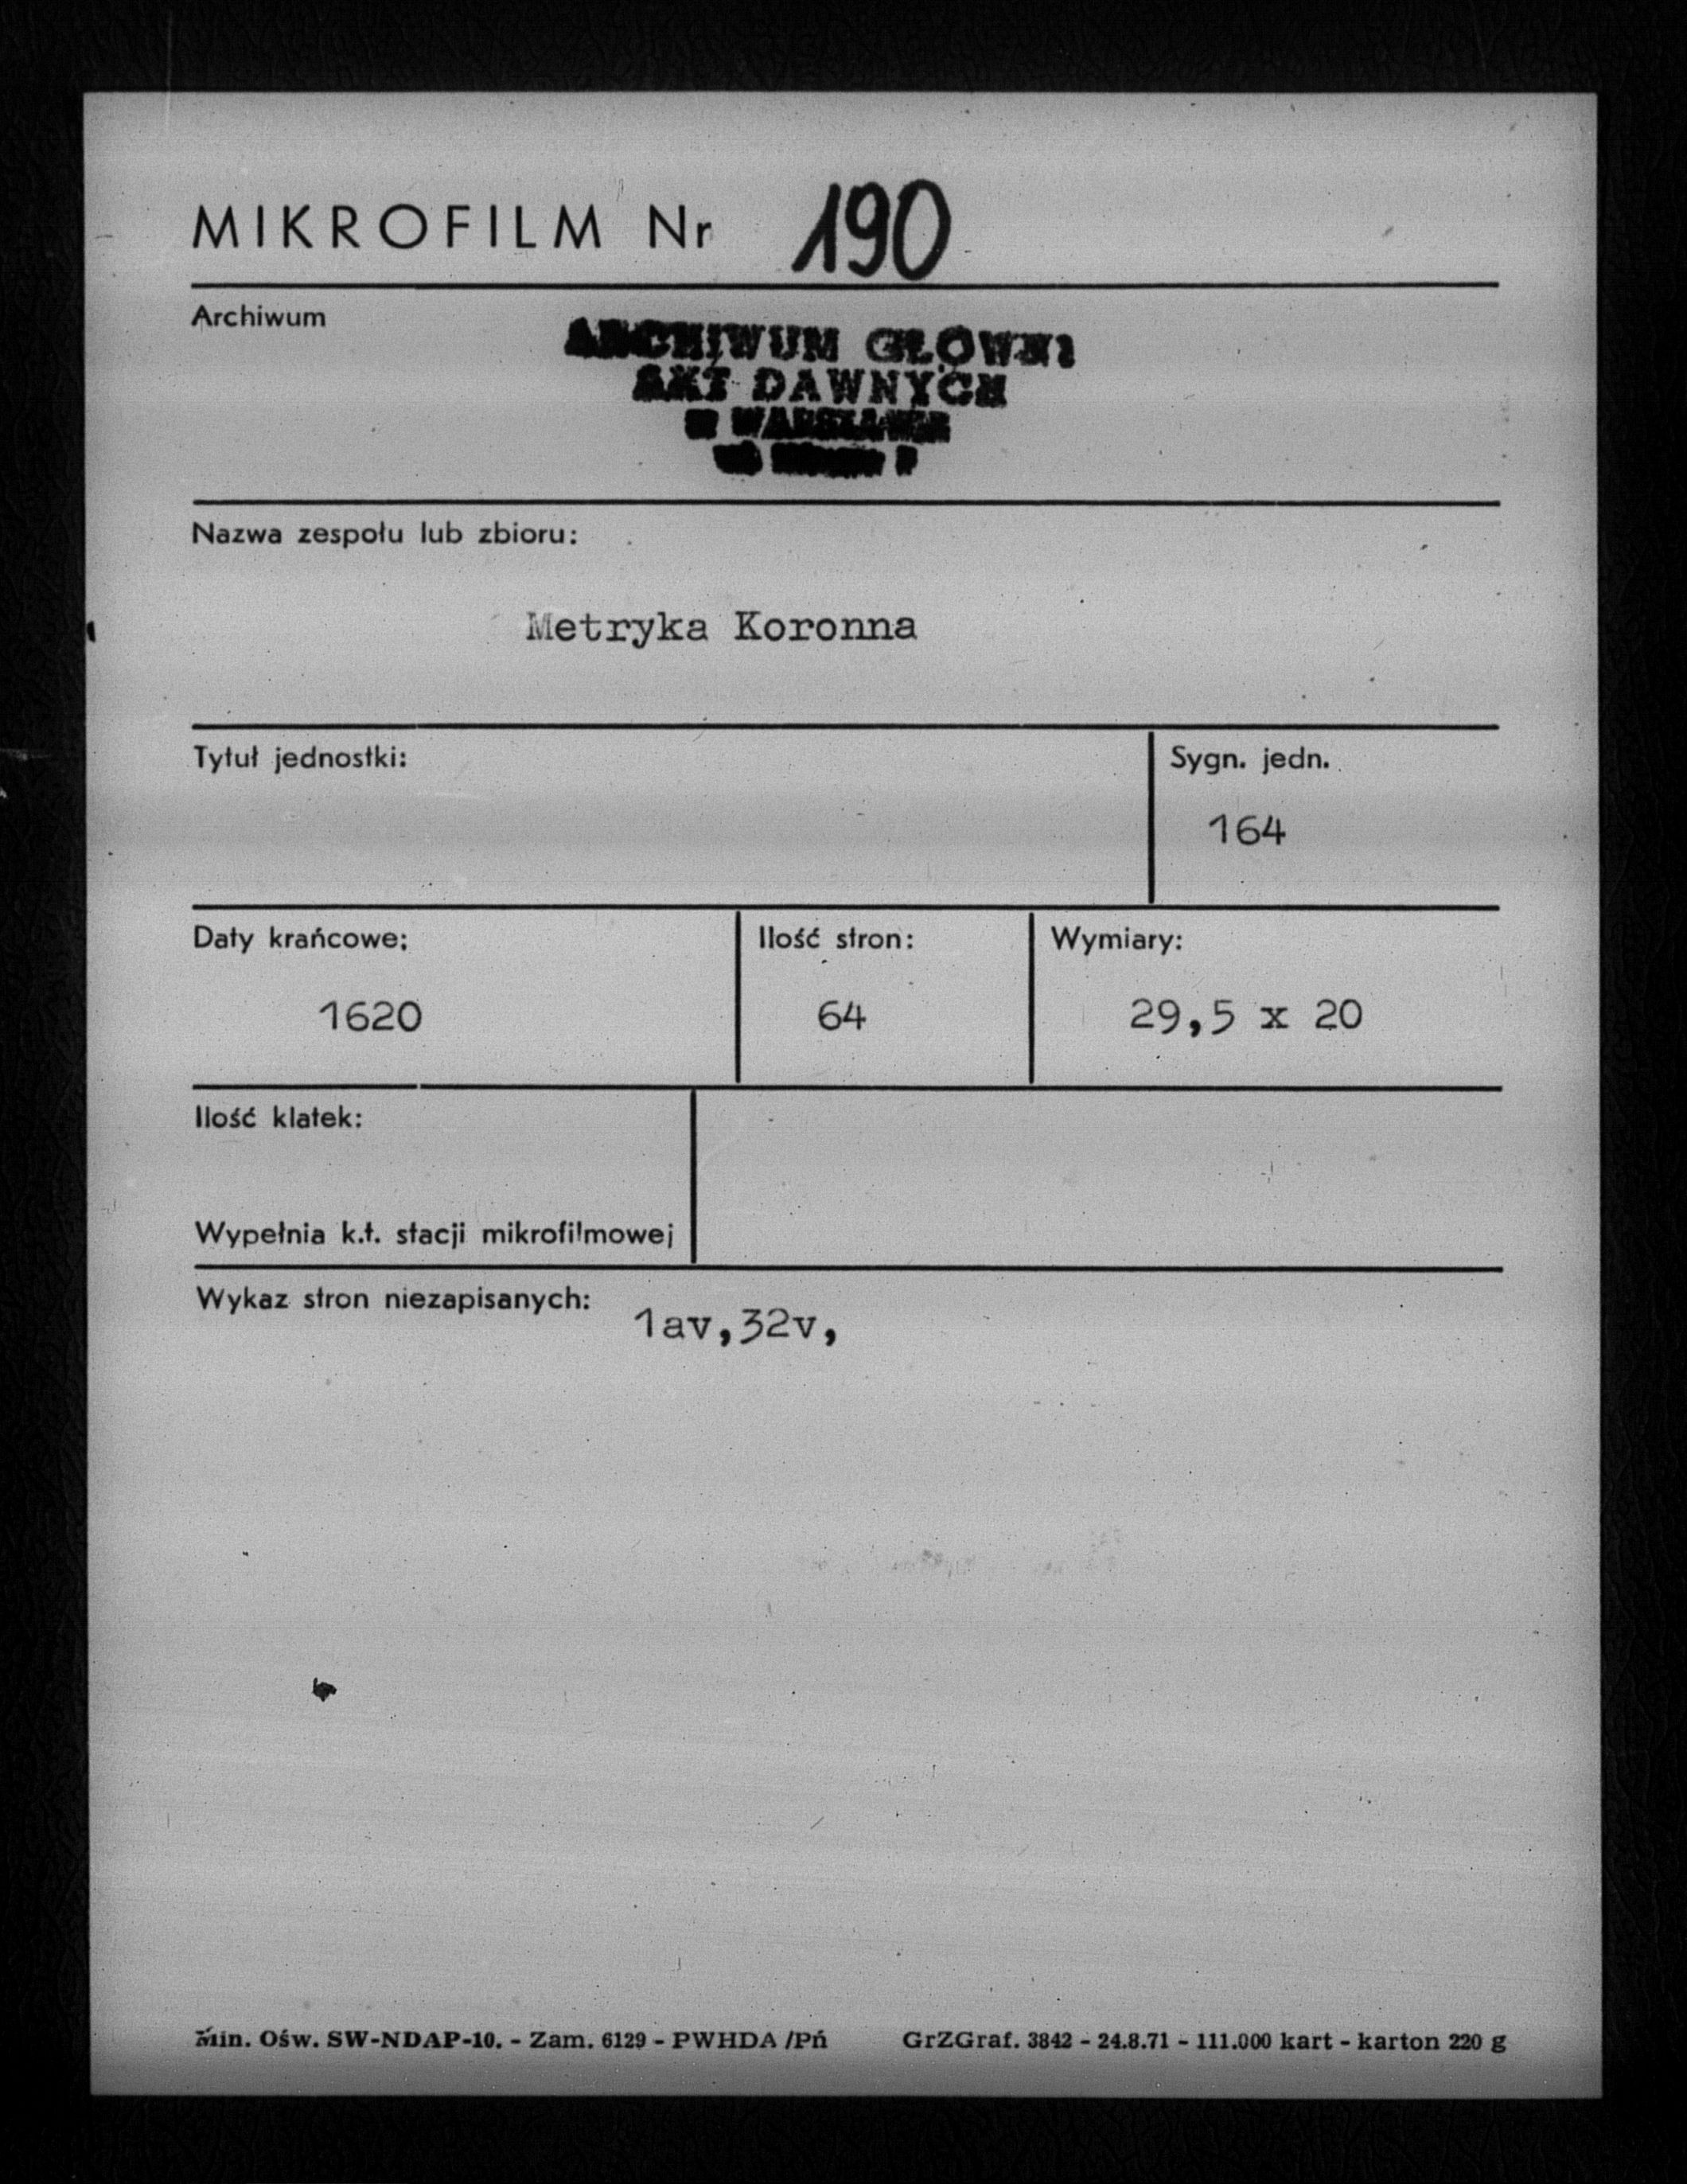 MIKROFILM Nr 190
Archiwum
ARCHIWUM GŁÓWNE
AKT DAWNYCH
W WARSZAWIE
Nazwa zespołu lub zbioru:
Metryka Koronna
Tytuł jednostki:
Sygn. jedn.
164
Daty krańcowe:
Ilość stron:
Wymiary:
1620
64
29,5 x 20
Ilość klatek:
Wypełnia k.t. stacji mikrofilmowej
Wykaz stron niezapisanych:
1av,32v,
Min. Ośw. SW-NDAP-10. - Zam. 6129 - PWHDA /Pń GrZGraf. 3842 - 24.8.71 - 111.000 kart - karton 220 g